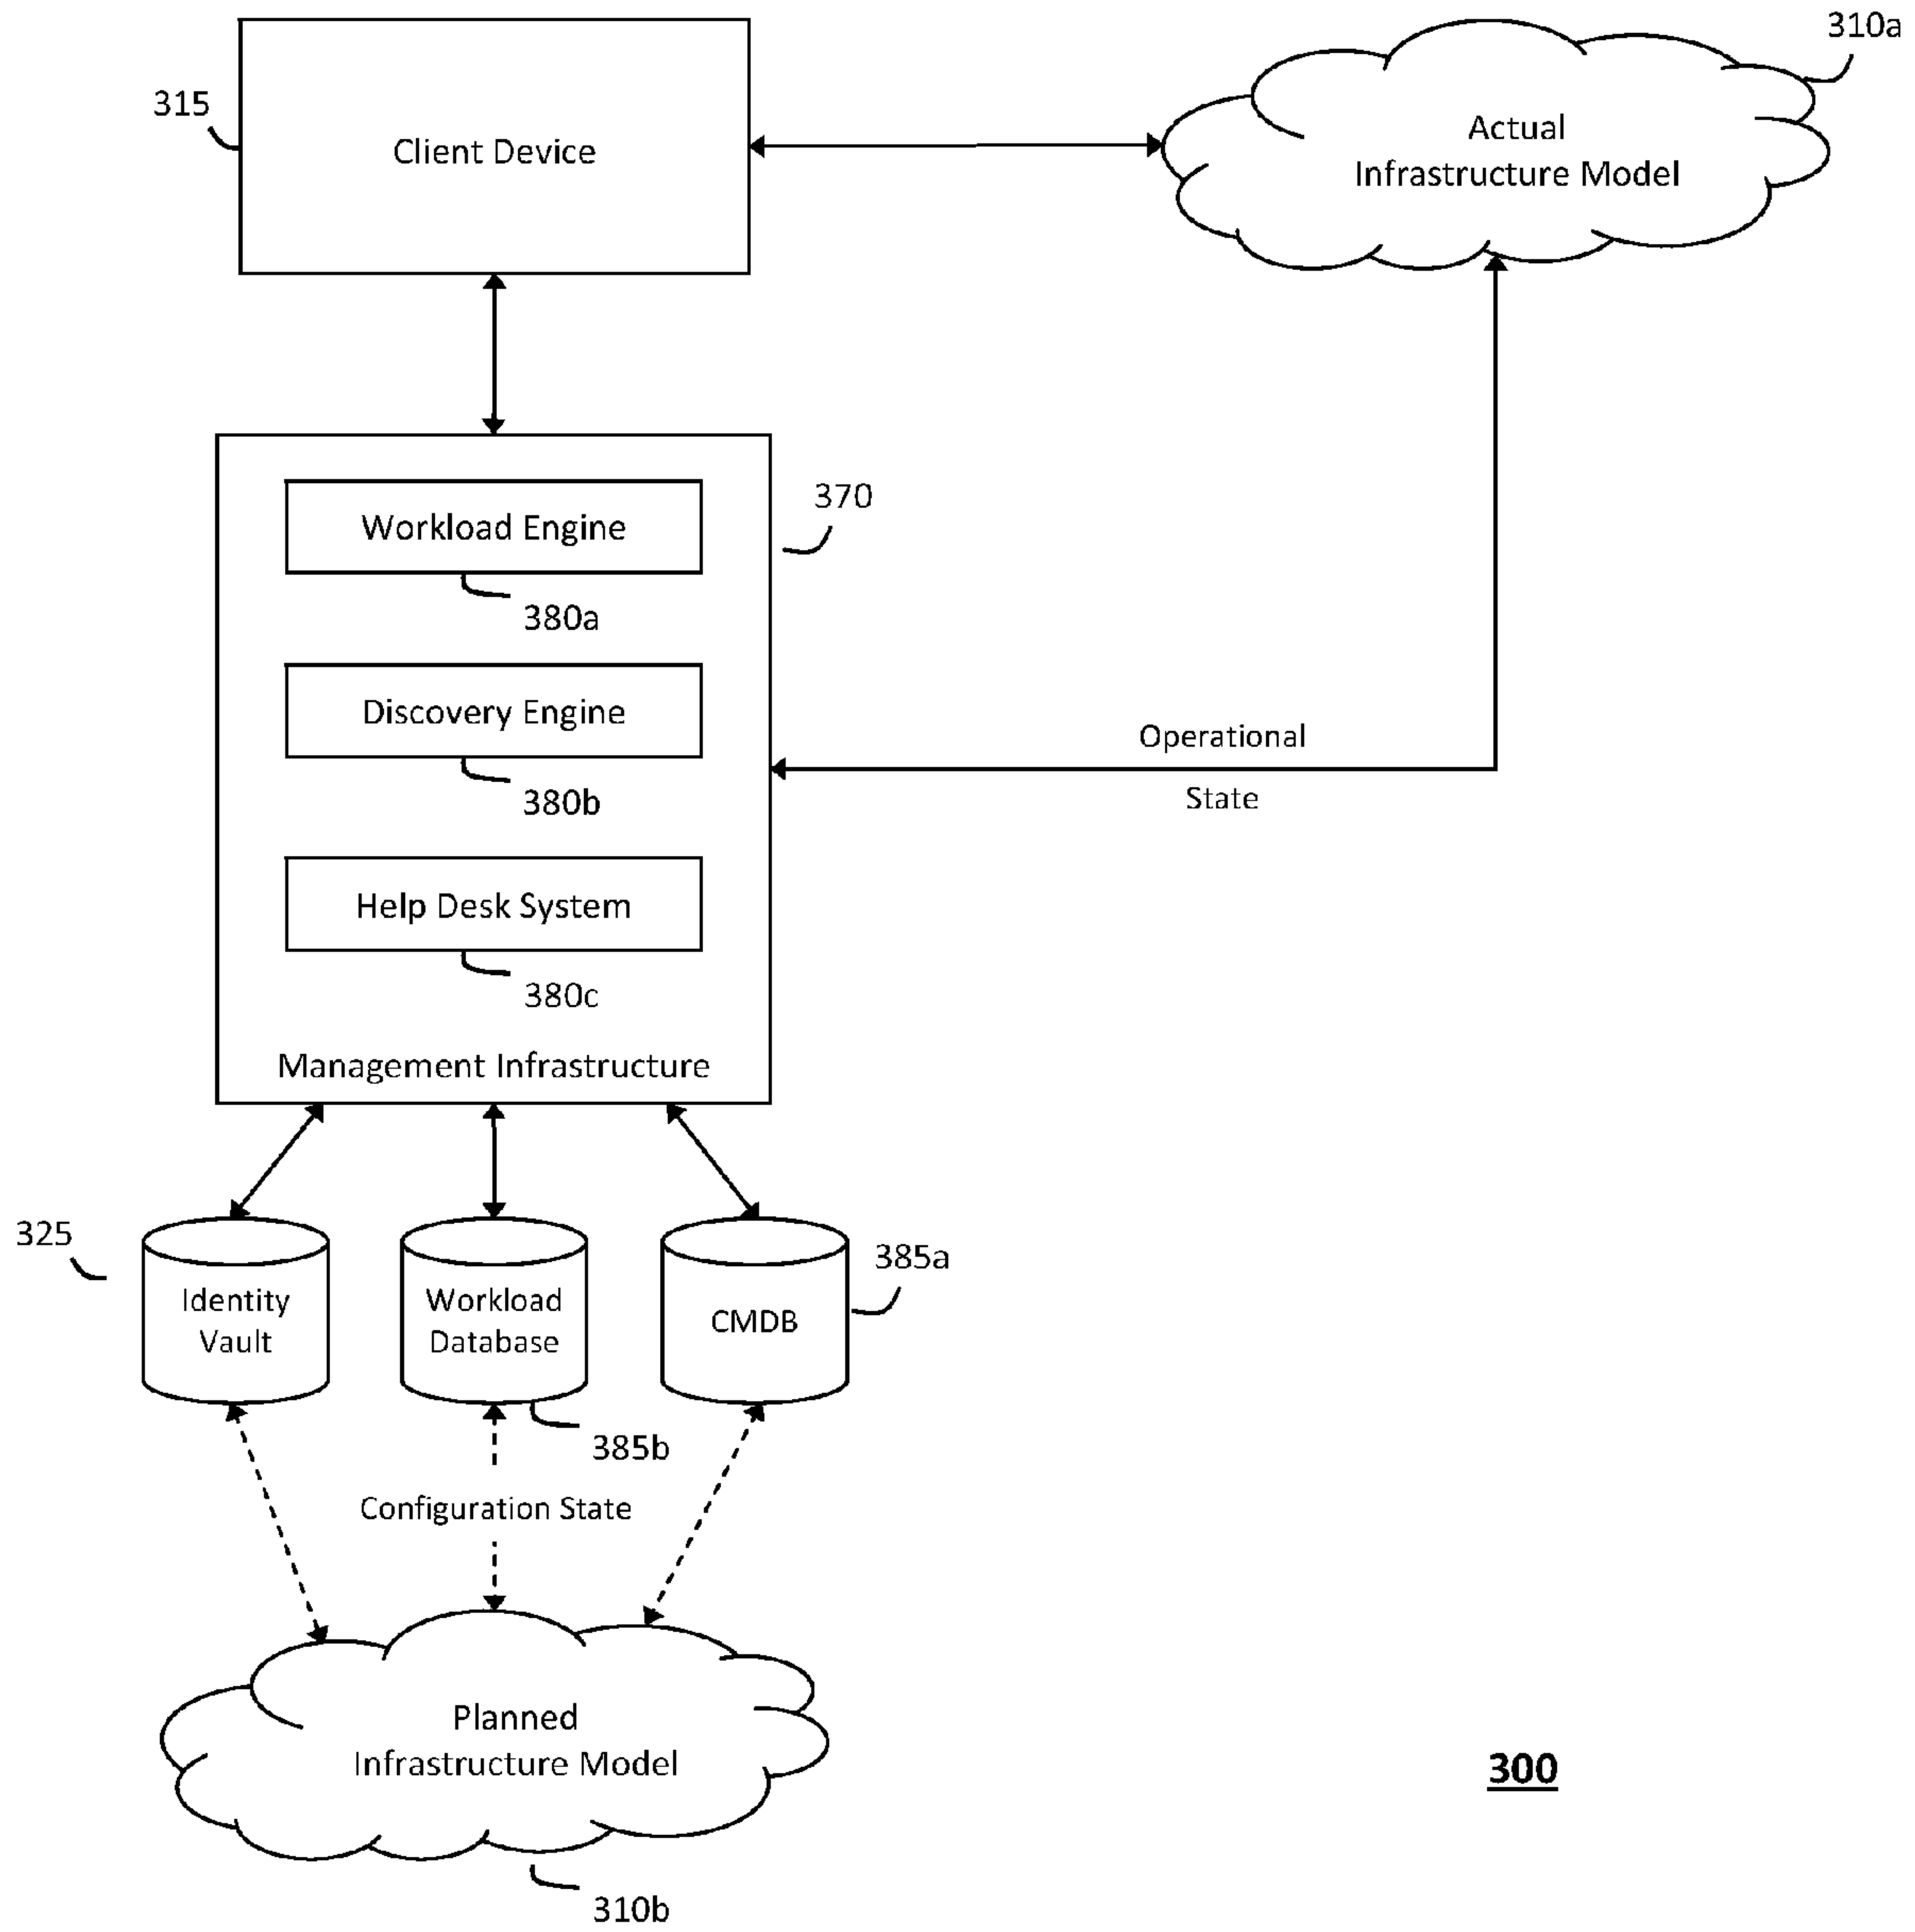 310a
315
Client Device
Actual
Infrastructure Model
370
Workload Engine
380a
Discovery Engine
380b
Operational
State
Help Desk System
380c
Management Infrastructure
325
385a
Identity
Vault
Workload
Database
CMDB
385b
Configuration State
Planned
Infrastructure Model
300
310b